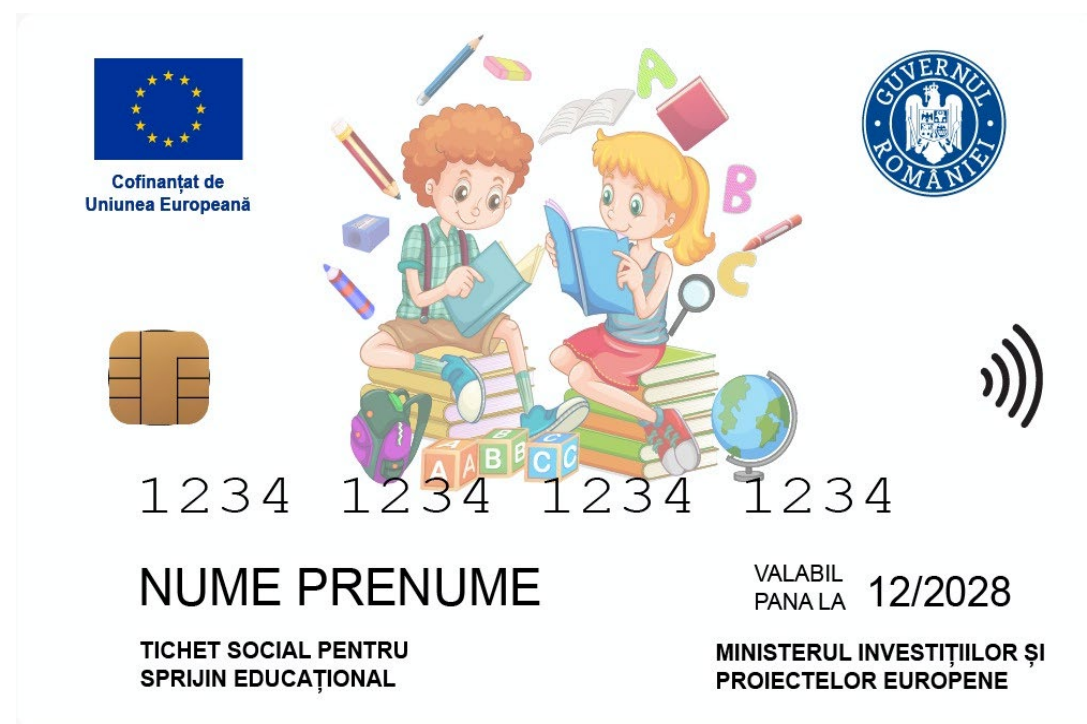 Cofinanțat de
Uniunea Europeană
GUVERNUL ROMÂNIEI
A
B
C
A A B B B C C C
1234 1234 1234 1234
NUME PRENUME
VALABIL
PANA LA 12/2028
TICHET SOCIAL PENTRU
SPRIJIN EDUCAȚIONAL
MINISTERUL INVESTIȚIILOR ȘI
PROIECTELOR EUROPENE